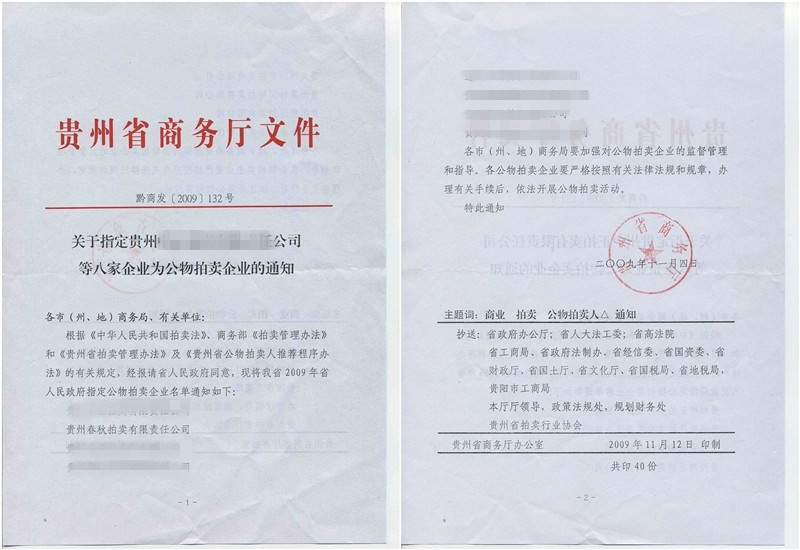 贵州省商务厅文件
黔商发〔2009〕132号
关于指定贵州
任公司
等八家企业为公物拍卖企业的通知
各市（州、地）商务局、有关单位：
根据《中华人民共和国拍卖法》、商务部《拍卖管理办法》
和《贵州省拍卖管理办法》及《贵州省公物拍卖人推荐程序办
法》的有关规定，经报请省人民政府同意，现将我省2009年省
人民政府指定公物拍卖企业名单通知如下：
贵州春秋拍卖有限责任公司
-1-
公司
司
各市（州、地）商务局要加强对公物拍卖企业的监督管理
和指导。各公物拍卖企业要严格按照有关法律法规和规章，办
理有关手续后，依法开展公物拍卖活动。
特此通知
贵州省商务厅
二〇〇九年十一月四日
主题词：商业 拍卖 公物拍卖人△ 通知
抄送：省政府办公厅；省人大法工委；省高法院
省工商局、省政府法制办、省经信委、省国资委、省
财政厅、省国土厅、省文化厅、省国税局、省地税局，
贵阳市工商局
本厅厅领导，政策法规处、规划财务处
贵州省拍卖行业协会
贵州省商务厅办公室 2009年11月12日 印制
共印40份
-2-